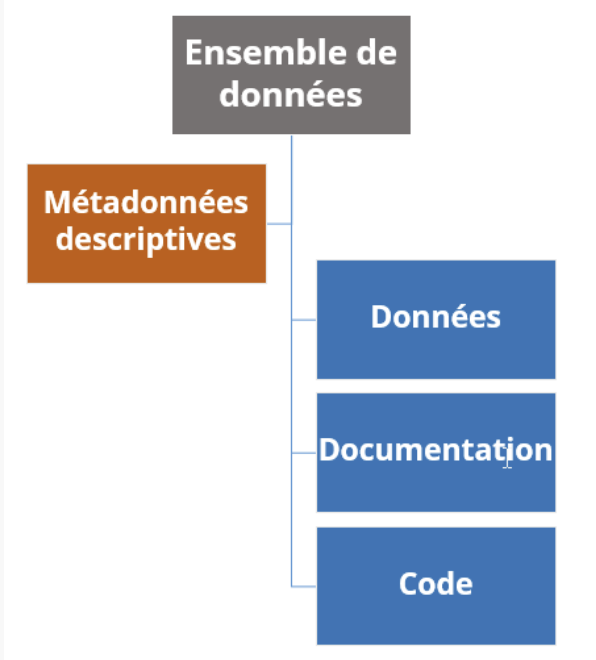 Ensemble de
données
Métadonnées
descriptives
Données
Documentation
Code